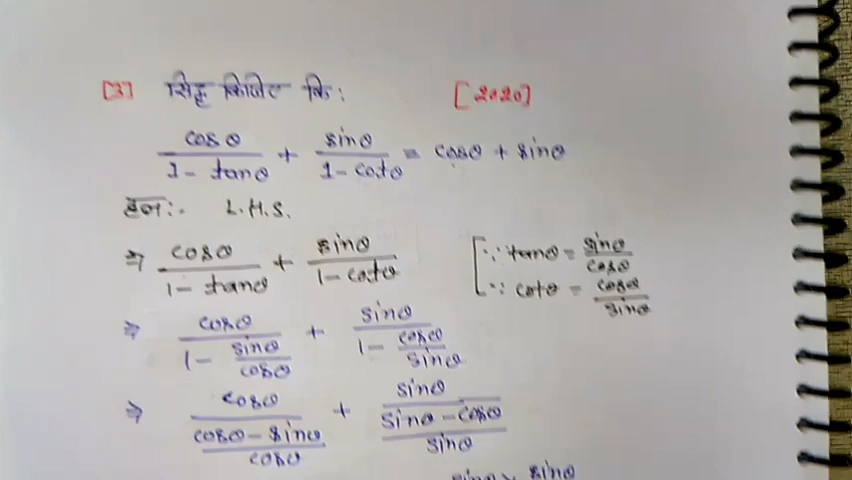 [3] सिद्ध किजिए कि: [2020]
cosθ/(1 - tanθ) + sinθ/(1 - cotθ) = cosθ + sinθ
हल:- L.H.S.
⇒ cosθ/(1 - tanθ) + sinθ/(1 - cotθ) [∵ tanθ = sinθ/cosθ
∵ cotθ = cosθ/sinθ
⇒ cosθ/(1 - sinθ/cosθ) + sinθ/(1 - cosθ/sinθ)
⇒ cosθ/((cosθ - sinθ)/cosθ) + sinθ/((sinθ - cosθ)/sinθ)
sinθ × sinθ